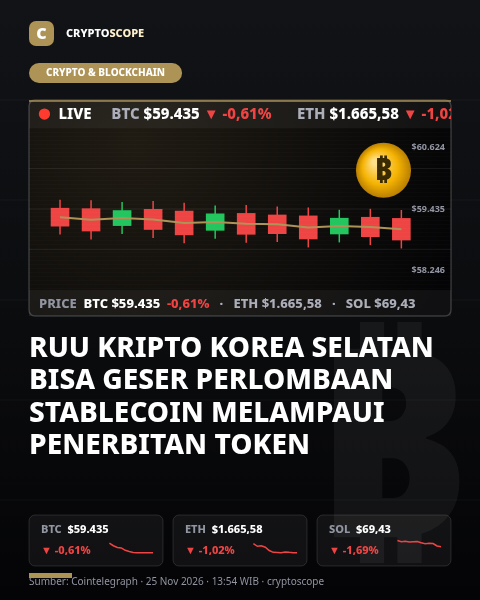 C CRYPTOSCOPE
CRYPTO & BLOCKCHAIN
LIVE BTC $59.435 ▼ -0,61% ETH $1.665,58 ▼ -1,02
$60.624
$59.435
$58.246
PRICE BTC $59.435 -0,61% · ETH $1.665,58 · SOL $69,43
RUU KRIPTO KOREA SELATAN
BISA GESER PERLOMBAAN
STABLECOIN MELAMPAUI
PENERBITAN TOKEN
BTC $59.435
▼ -0,61%
ETH $1.665,58
▼ -1,02%
SOL $69,43
▼ -1,69%
Sumber: Cointelegraph · 25 Nov 2026 · 13:54 WIB · cryptoscope